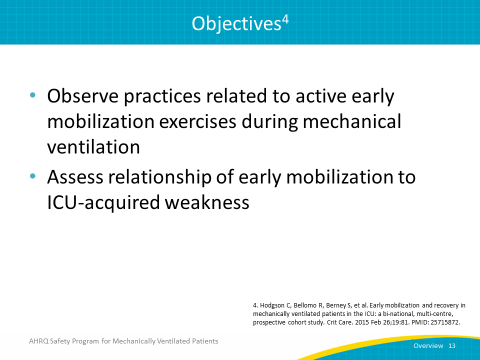 Objectives⁴
• Observe practices related to active early
mobilization exercises during mechanical
ventilation
• Assess relationship of early mobilization to
ICU-acquired weakness
4. Hodgson C, Bellomo R, Berney S, et al. Early mobilization and recovery in
mechanically ventilated patients in the ICU: a bi-national, multi-centre,
prospective cohort study. Crit Care. 2015 Feb 26;19:81. PMID: 25715872.
AHRQ Safety Program for Mechanically Ventilated Patients
Overview 13